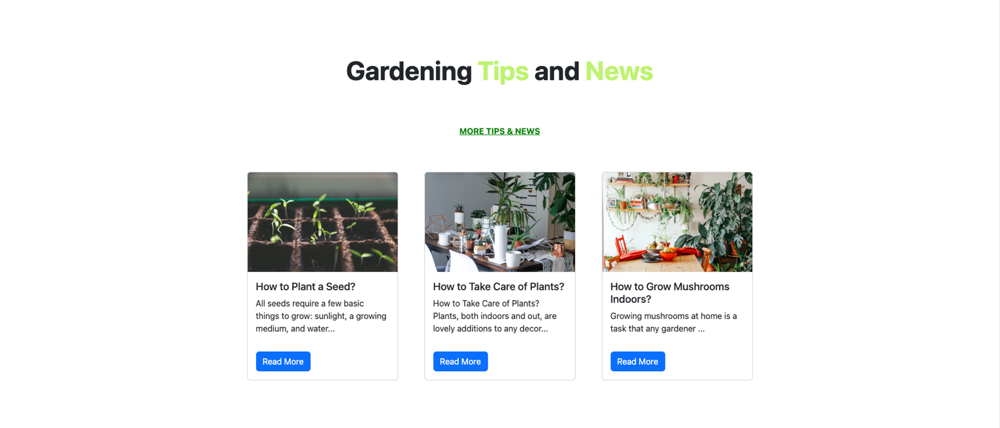 Gardening Tips and News
MORE TIPS & NEWS
How to Plant a Seed?
All seeds require a few basic
things to grow: sunlight, a growing
medium, and water...
Read More
How to Take Care of Plants?
How to Take Care of Plants?
Plants, both indoors and out, are
lovely additions to any decor...
Read More
How to Grow Mushrooms
Indoors?
Growing mushrooms at home is a
task that any gardener ...
Read More